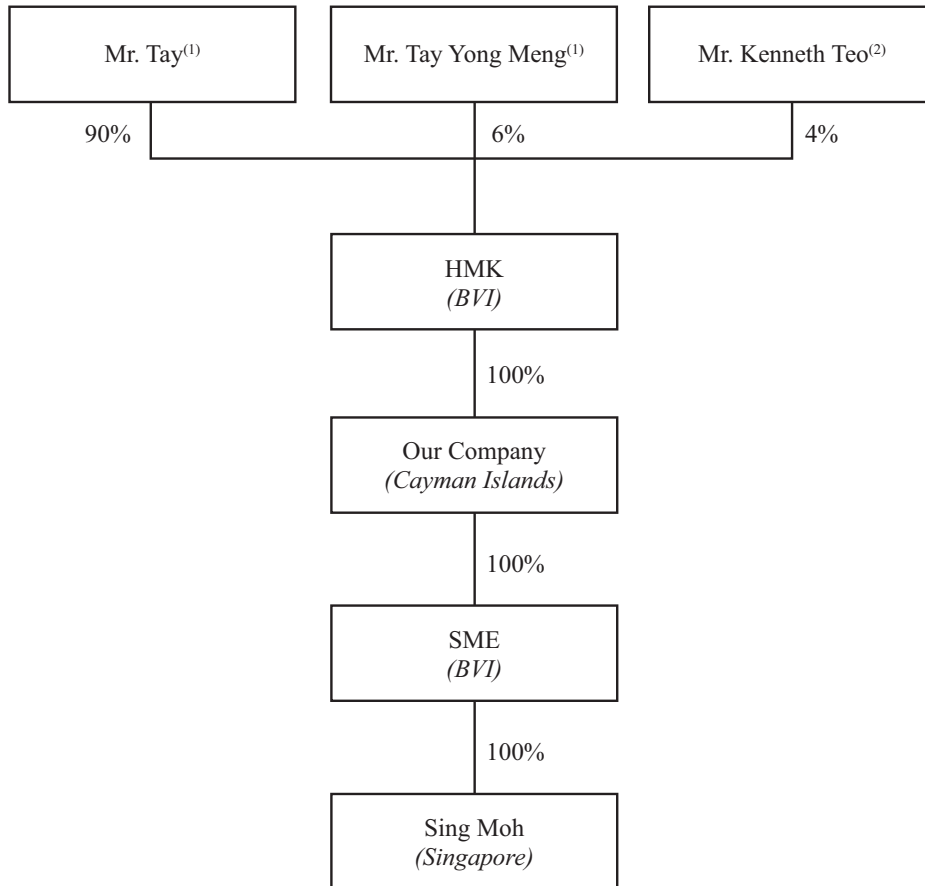 Mr. Tay(1)
Mr. Tay Yong Meng(1)
Mr. Kenneth Teo(2)
90%
6%
4%
HMK
(BVI)
100%
Our Company
(Cayman Islands)
100%
SME
(BVI)
100%
Sing Moh
(Singapore)